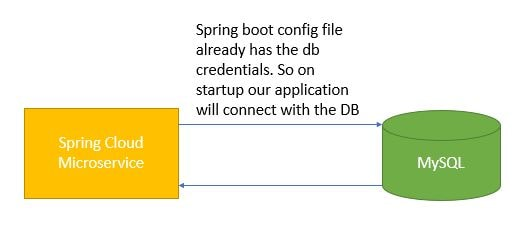 Spring boot config file
already has the db
credentials. So on
startup our application
will connect with the DB
Spring Cloud
Microservice
MySQL